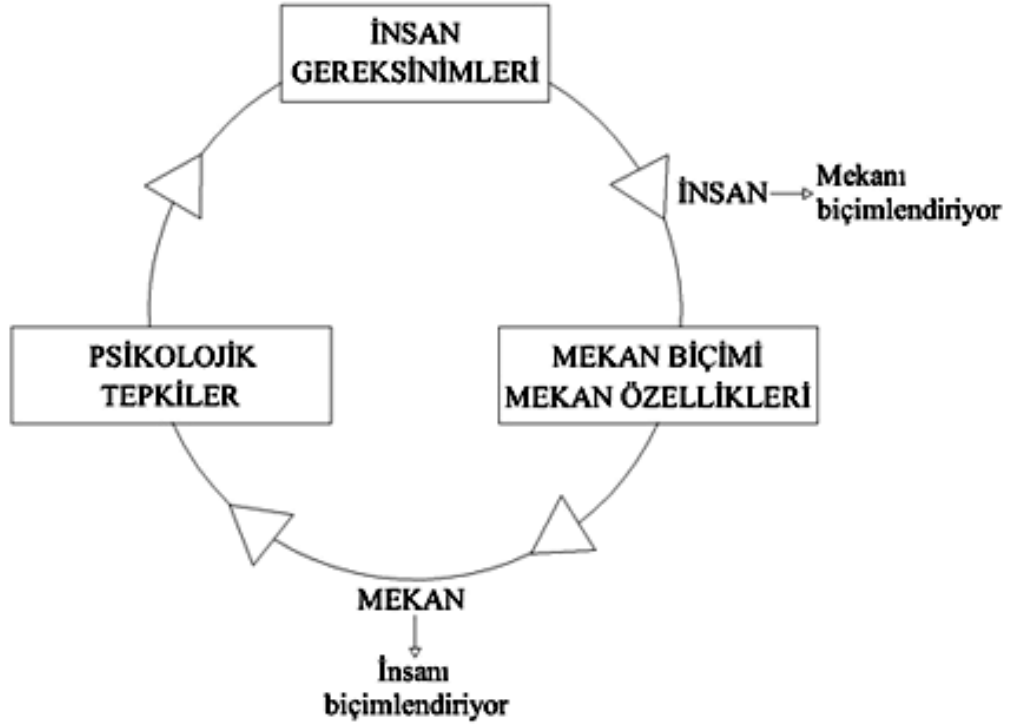 İNSAN
GEREKSİNİMLERİ
İNSAN
Mekanı
biçimlendiriyor
PSİKOLOJİK
TEPKİLER
MEKAN BİÇİMİ
MEKAN ÖZELLİKLERİ
MEKAN
İnsanı
biçimlendiriyor